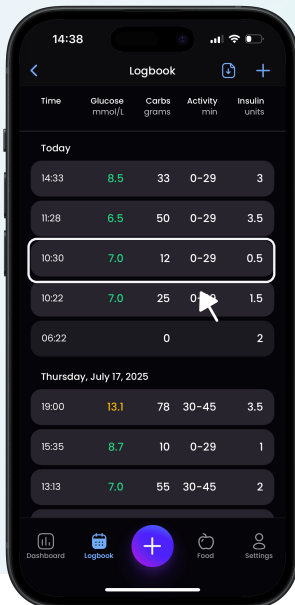 14:38
Logbook
Time Glucose Carbs Activity Insulin
mmol/L grams min units
Today
14:33 8.5 33 0-29 3
11:28 6.5 50 0-29 3.5
10:30 7.0 12 0-29 0.5
10:22 7.0 25 1.5
06:22 0 2
Thursday, July 17, 2025
19:00 13.1 78 30-45 3.5
15:35 8.7 10 0-29 1
13:13 7.0 55 30-45 2
Dashboard Logbook Food Settings